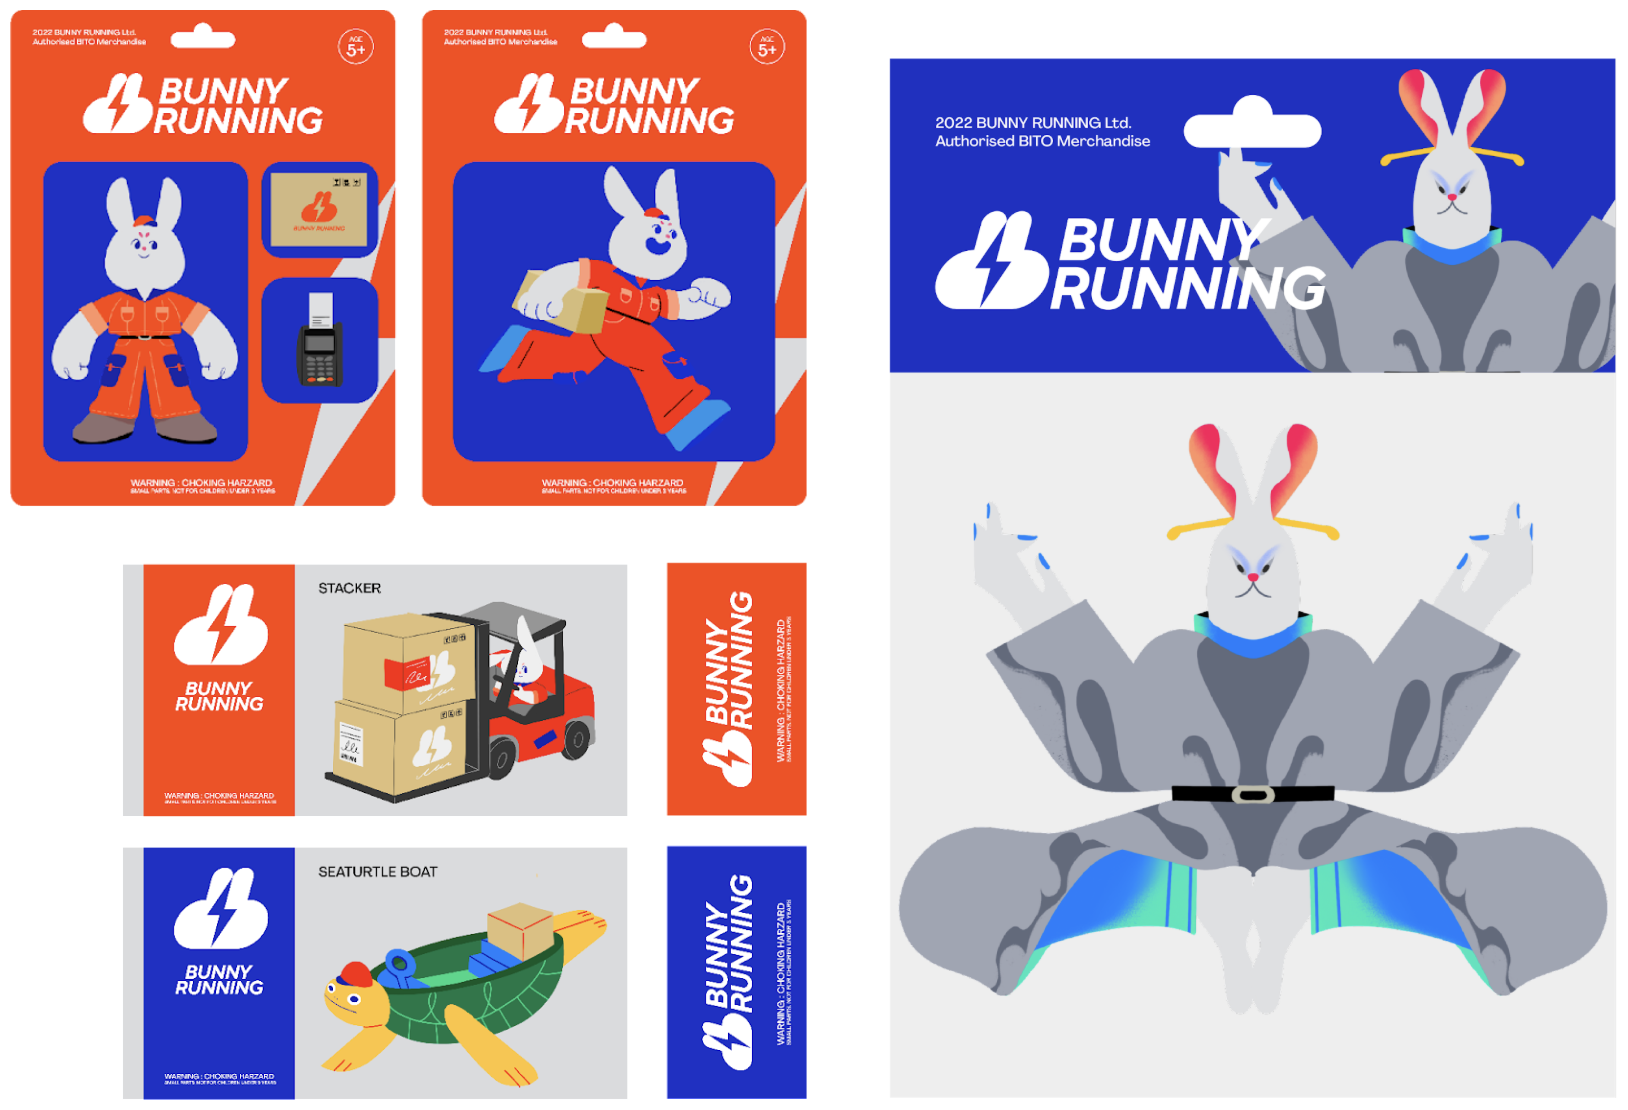 2022 BUNNY RUNNING Ltd.
Authorised BITO Merchandise
AGE
5+
BUNNY
RUNNING
BUNNY RUNNING
WARNING : CHOKING HARZARD
SMALL PARTS. NOT FOR CHILDREN UNDER 3 YEARS
2022 BUNNY RUNNING Ltd.
Authorised BITO Merchandise
AGE
5+
BUNNY
RUNNING
WARNING : CHOKING HARZARD
SMALL PARTS. NOT FOR CHILDREN UNDER 3 YEARS
2022 BUNNY RUNNING Ltd.
Authorised BITO Merchandise
BUNNY
RUNNING
STACKER
BUNNY
RUNNING
WARNING : CHOKING HARZARD
SMALL PARTS. NOT FOR CHILDREN UNDER 3 YEARS
BUNNY
RUNNING
WARNING : CHOKING HARZARD
SMALL PARTS. NOT FOR CHILDREN UNDER 3 YEARS
SEATURTLE BOAT
BUNNY
RUNNING
WARNING : CHOKING HARZARD
SMALL PARTS. NOT FOR CHILDREN UNDER 3 YEARS
BUNNY
RUNNING
WARNING : CHOKING HARZARD
SMALL PARTS. NOT FOR CHILDREN UNDER 3 YEARS